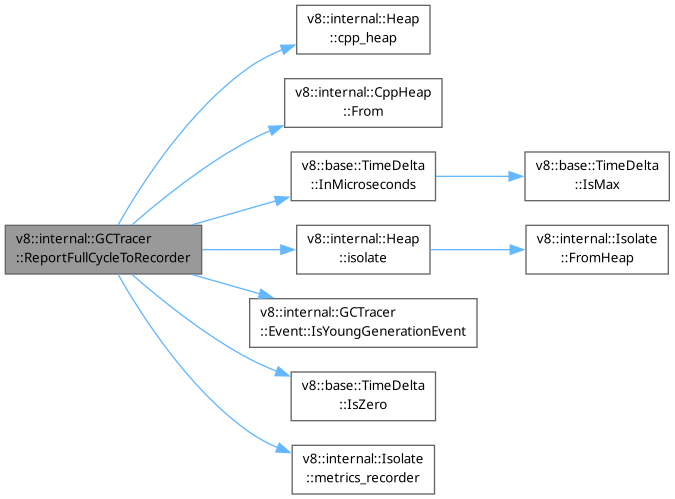 v8::internal::Heap
::cpp_heap
v8::internal::CppHeap
::From
v8::base::TimeDelta
::InMicroseconds
v8::base::TimeDelta
::IsMax
v8::internal::GCTracer
::ReportFullCycleToRecorder
v8::internal::Heap
::isolate
v8::internal::Isolate
::FromHeap
v8::internal::GCTracer
::Event::IsYoungGenerationEvent
v8::base::TimeDelta
::IsZero
v8::internal::Isolate
::metrics_recorder